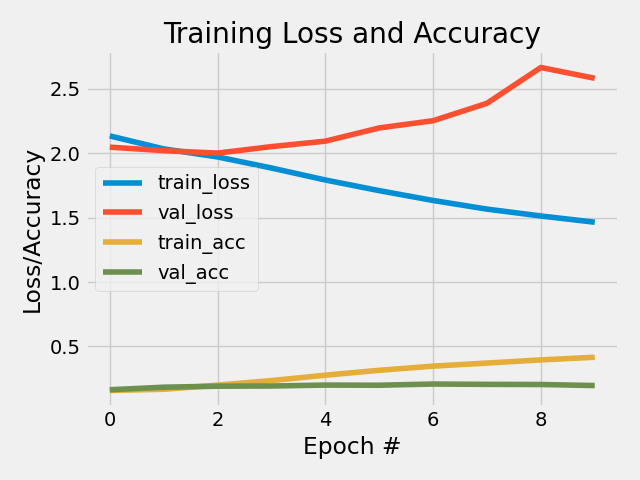 Training Loss and Accuracy
Loss/Accuracy
2.5
2.0
1.5
1.0
0.5
train_loss
val_loss
train_acc
val_acc
0 2 4 6 8
Epoch #